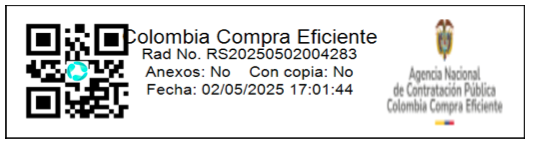 Colombia Compra Eficiente
Rad No. RS20250502004283
Anexos: No Con copia: No
Fecha: 02/05/2025 17:01:44
Agencia Nacional
de Contratación Pública
Colombia Compra Eficiente